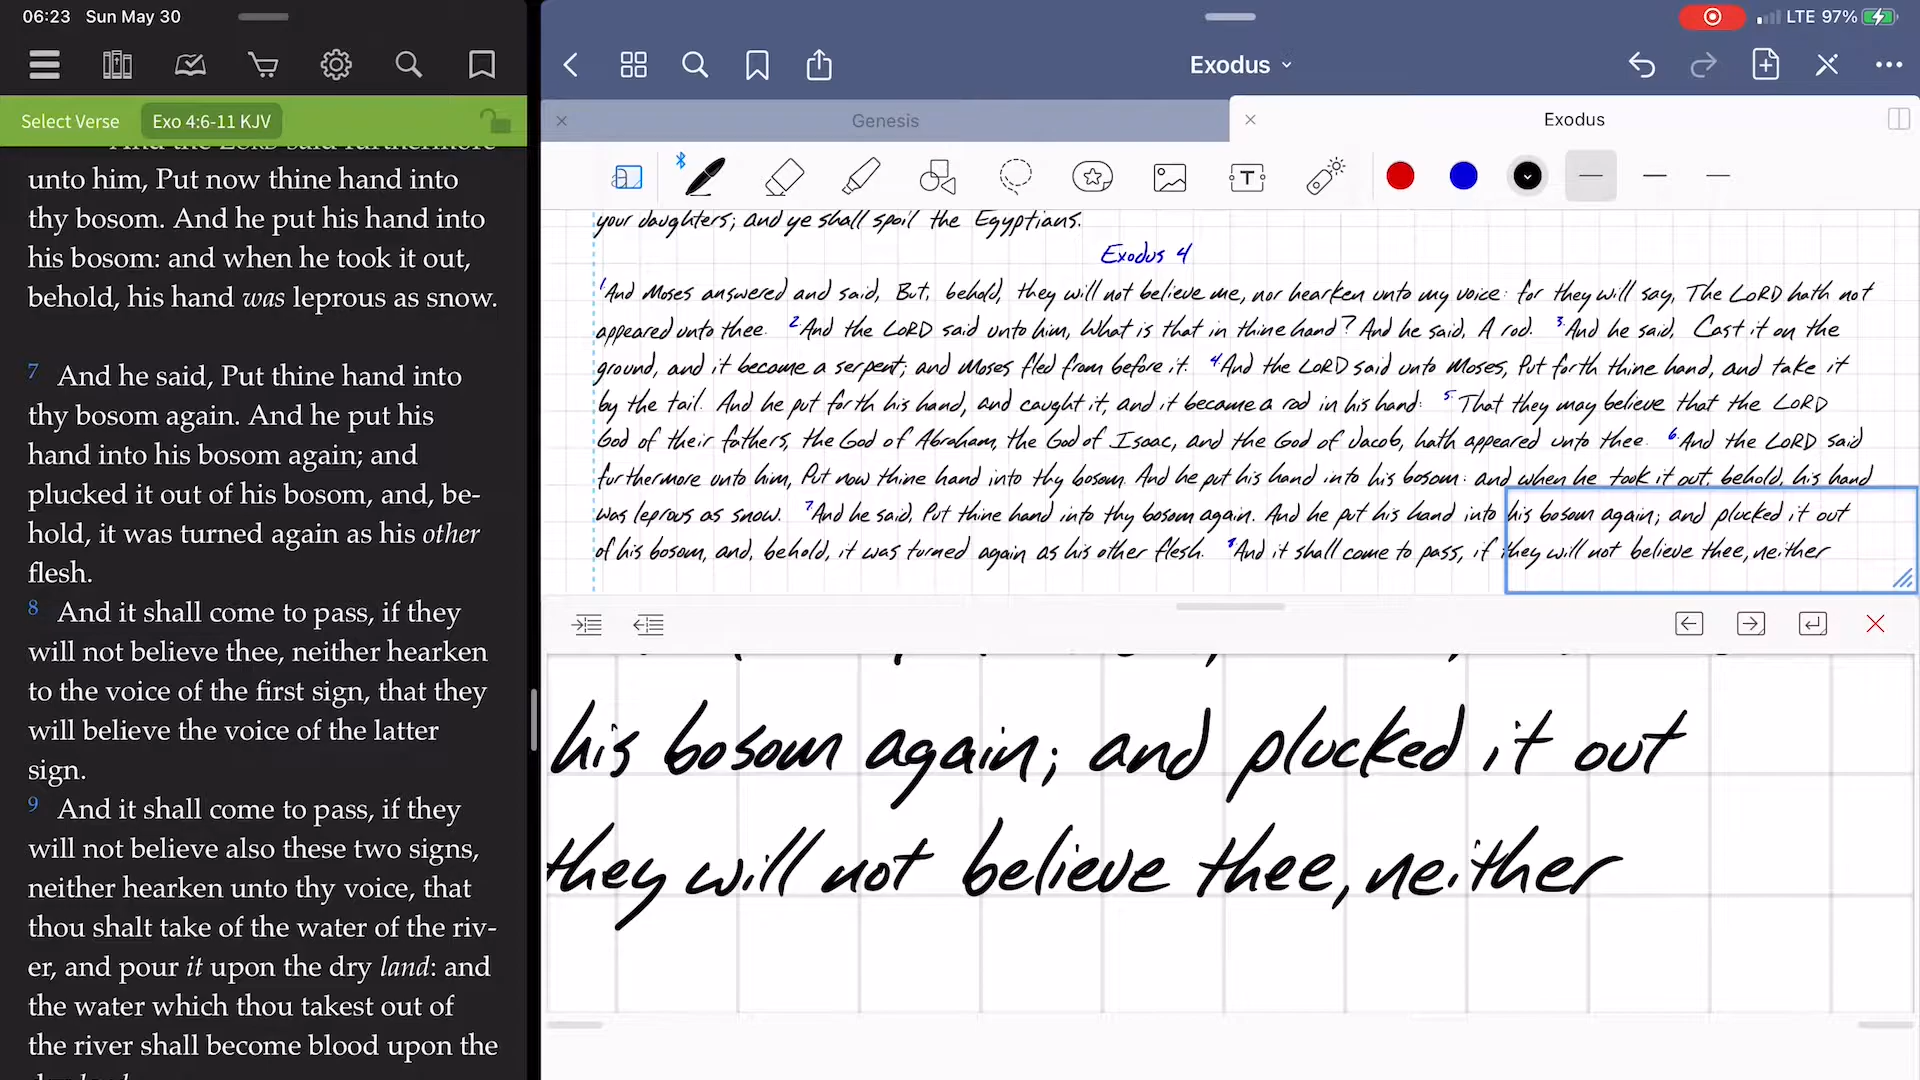 06:23 Sun May 30
LTE 97%
Select Verse Exo 4:6-11 KJV
And the LORD said furthermore
unto him, Put now thine hand into
thy bosom. And he put his hand into
his bosom: and when he took it out,
behold, his hand was leprous as snow.
7 And he said, Put thine hand into
thy bosom again. And he put his
hand into his bosom again; and
plucked it out of his bosom, and, be-
hold, it was turned again as his other
flesh.
8 And it shall come to pass, if they
will not believe thee, neither hearken
to the voice of the first sign, that they
will believe the voice of the latter
sign.
9 And it shall come to pass, if they
will not believe also these two signs,
neither hearken unto thy voice, that
thou shalt take of the water of the riv-
er, and pour it upon the dry land: and
the water which thou takest out of
the river shall become blood upon the
Exodus
Genesis
Exodus
your daughters; and ye shall spoil the Egyptians.
Exodus 4
1 And Moses answered and said, But, behold, they will not believe me, nor hearken unto my voice: for they will say, The LORD hath not
appeared unto thee. 2 And the LORD said unto him, What is that in thine hand? And he said, A rod. 3 And he said, Cast it on the
ground, and it became a serpent; and Moses fled from before it. 4 And the LORD said unto Moses, Put forth thine hand, and take it
by the tail. And he put forth his hand, and caught it, and it became a rod in his hand: 5 That they may believe that the LORD
God of their fathers, the God of Abraham, the God of Isaac, and the God of Jacob, hath appeared unto thee. 6 And the LORD said
furthermore unto him, Put now thine hand into thy bosom. And he put his hand into his bosom: and when he took it out, behold, his hand
was leprous as snow. 7 And he said, Put thine hand into thy bosom again. And he put his hand into his bosom again; and plucked it out
of his bosom, and, behold, it was turned again as his other flesh. 8 And it shall come to pass, if they will not believe thee, neither
his bosom again; and plucked it out
they will not believe thee, neither